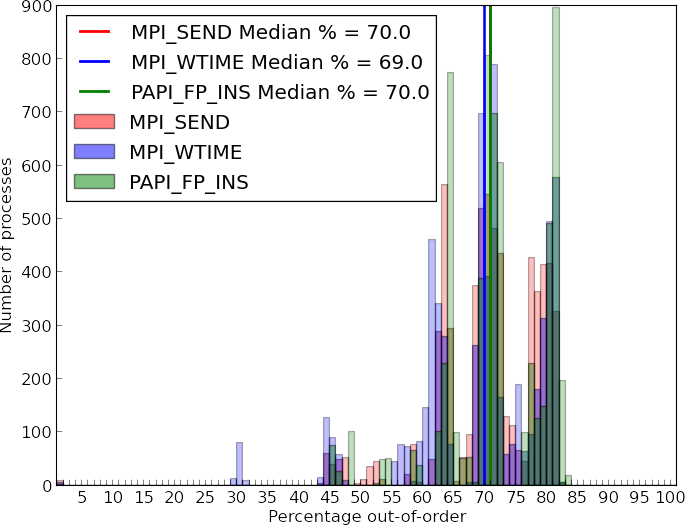 900
800
700
600
500
400
300
200
100
0
Number of processes
MPI_SEND Median % = 70.0
MPI_WTIME Median % = 69.0
PAPI_FP_INS Median % = 70.0
MPI_SEND
MPI_WTIME
PAPI_FP_INS
5 10 15 20 25 30 35 40 45 50 55 60 65 70 75 80 85 90 95 100
Percentage out-of-order